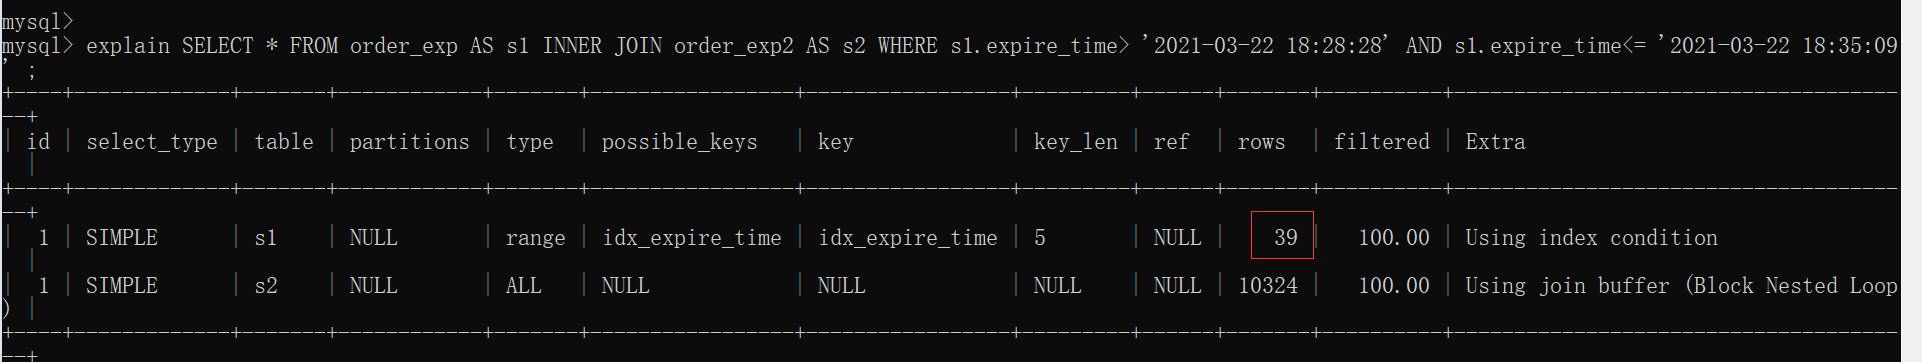 mysql>
mysql> explain SELECT * FROM order_exp AS s1 INNER JOIN order_exp2 AS s2 WHERE s1.expire_time> '2021-03-22 18:28:28' AND s1.expire_time<= '2021-03-22 18:35:09
' ;
+----+-------------+-------+------------+-------+-----------------+-----------------+---------+------+-------+----------+--------------------------------------
--+
| id | select_type | table | partitions | type  | possible_keys   | key             | key_len | ref  | rows  | filtered | Extra
  |
+----+-------------+-------+------------+-------+-----------------+-----------------+---------+------+-------+----------+--------------------------------------
--+
|  1 | SIMPLE      | s1    | NULL       | range | idx_expire_time | idx_expire_time | 5       | NULL |    39 |   100.00 | Using index condition
  |
|  1 | SIMPLE      | s2    | NULL       | ALL   | NULL            | NULL            | NULL    | NULL | 10324 |   100.00 | Using join buffer (Block Nested Loop
) |
+----+-------------+-------+------------+-------+-----------------+-----------------+---------+------+-------+----------+--------------------------------------
--+